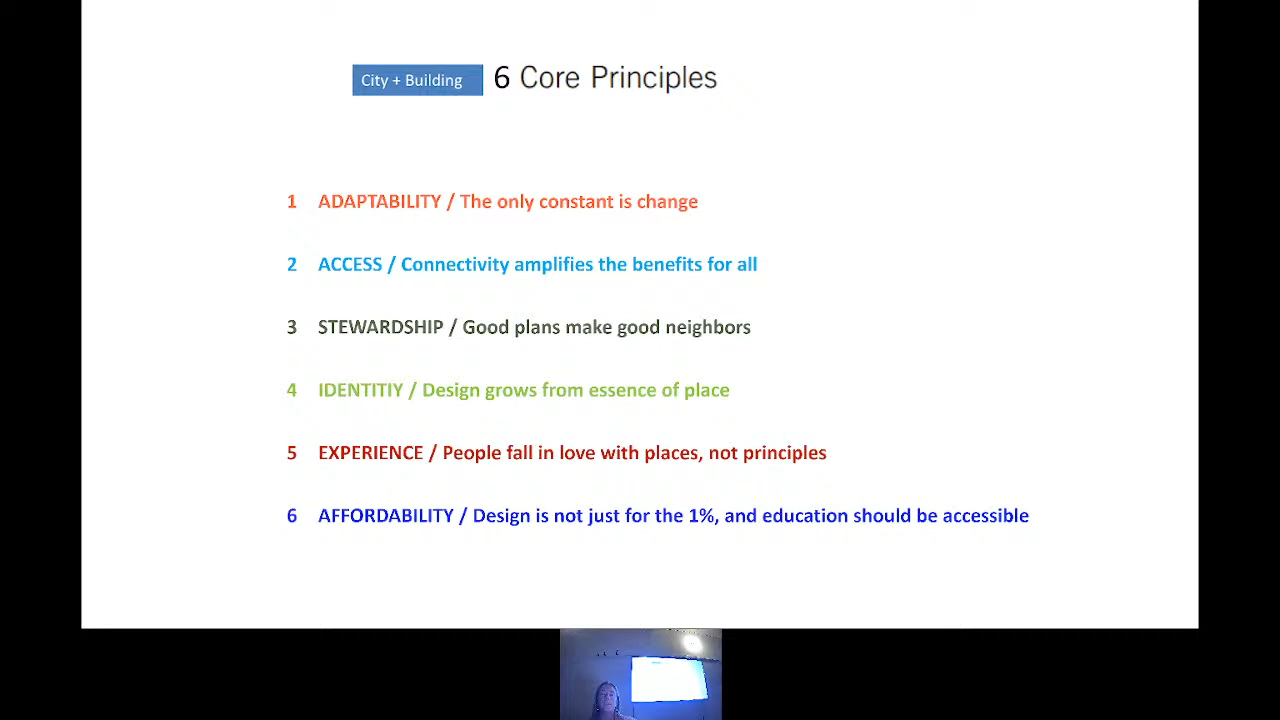 City + Building 6 Core Principles
1 ADAPTABILITY / The only constant is change
2 ACCESS / Connectivity amplifies the benefits for all
3 STEWARDSHIP / Good plans make good neighbors
4 IDENTITIY / Design grows from essence of place
5 EXPERIENCE / People fall in love with places, not principles
6 AFFORDABILITY / Design is not just for the 1%, and education should be accessible